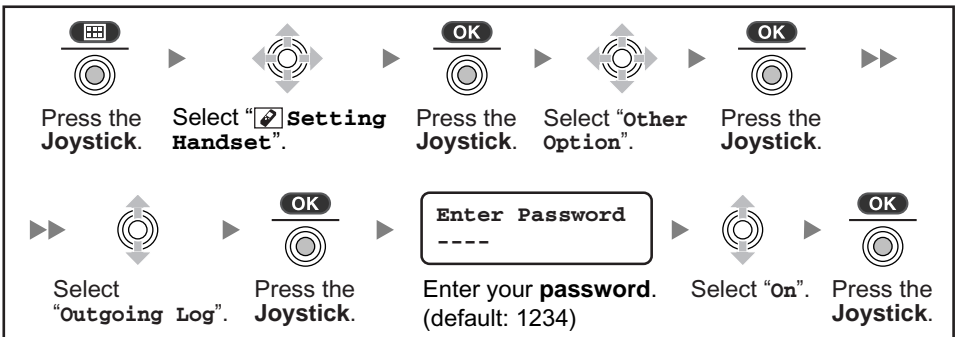 OK OK
Press the Select “Setting Press the Select “Other Press the
Joystick. Handset”. Joystick. Option”. Joystick.
OK Enter Password OK
----
Select Press the Enter your password. Select “On”. Press the
“Outgoing Log”. Joystick. (default: 1234) Joystick.